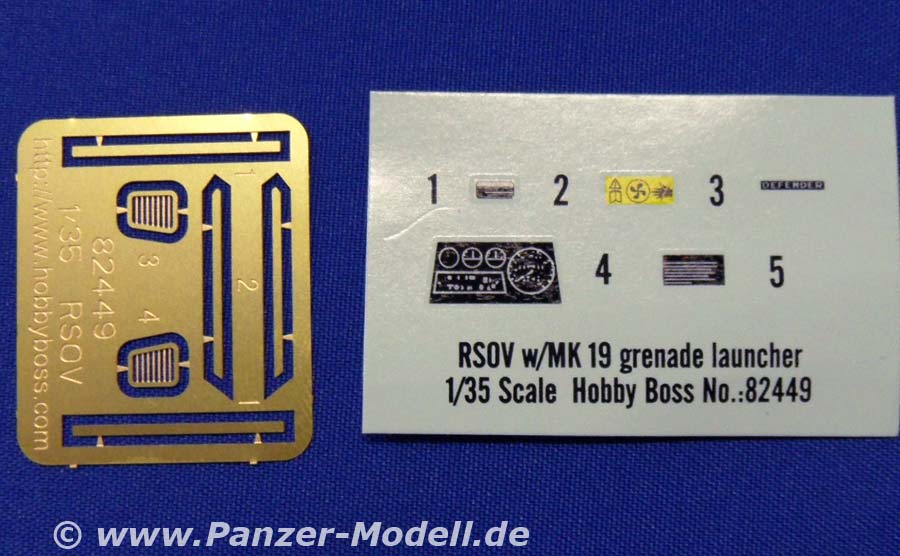 http://www.hobbyboss.com
1:35 RSOV
82449
1
2
3
4
1
1 2 3 DEFENDER
4 5
RSOV w/MK 19 grenade launcher
1/35 Scale Hobby Boss No.:82449
© www.Panzer-Modell.de